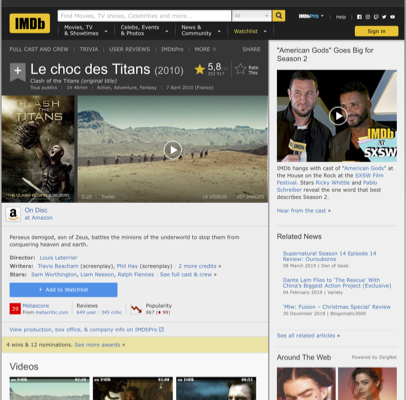 IMDb
Find Movies, TV shows, Celebrities and more...
All
IMDbPro
Help
Movies, TV & Showtimes
Celebs, Events & Photos
News & Community
Watchlist
Sign in
FULL CAST AND CREW | TRIVIA | USER REVIEWS | IMDbPro | MORE
SHARE
Le choc des Titans (2010)
Clash of the Titans (original title)
Tous publics | 1h 46min | Action, Adventure, Fantasy | 7 April 2010 (France)
5,8
Rate This
CLASH OF THE TITANS
2:20 Trailer
19 VIDEOS
107 IMAGES
a
On Disc
at Amazon
Perseus demigod, son of Zeus, battles the minions of the underworld to stop them from
conquering heaven and earth.
Director: Louis Leterrier
Writers: Travis Beacham (screenplay), Phil Hay (screenplay) | 2 more credits »
Stars: Sam Worthington, Liam Neeson, Ralph Fiennes | See full cast & crew »
+ Add to Watchlist
39
Metascore
From metacritic.com
Reviews
649 user | 345 critic
Popularity
View production, box office, & company info on IMDbPro
4 wins & 12 nominations. See more awards »
Videos
"American Gods" Goes Big for
Season 2
IMDb
at
SXSW
IMDb hangs with cast of "American Gods" at
the House on the Rock at the SXSW Film
Festival. Stars Ricky Whittle and Pablo
Schreiber reveal the one word that best
describes Season 2.
Hear from the cast »
Related News
Supernatural Season 14 Episode 14
Review: Ouroboros
08 March 2019 | Den of Geek
Dante Lam Flies to 'The Rescue' With
China's Biggest Action Project (Exclusive)
04 February 2019 | Variety
'Mlw: Fusion – Christmas Special' Review
30 December 2018 | Blogomatic3000
See all related articles »
Around The Web
Powered by ZergNet